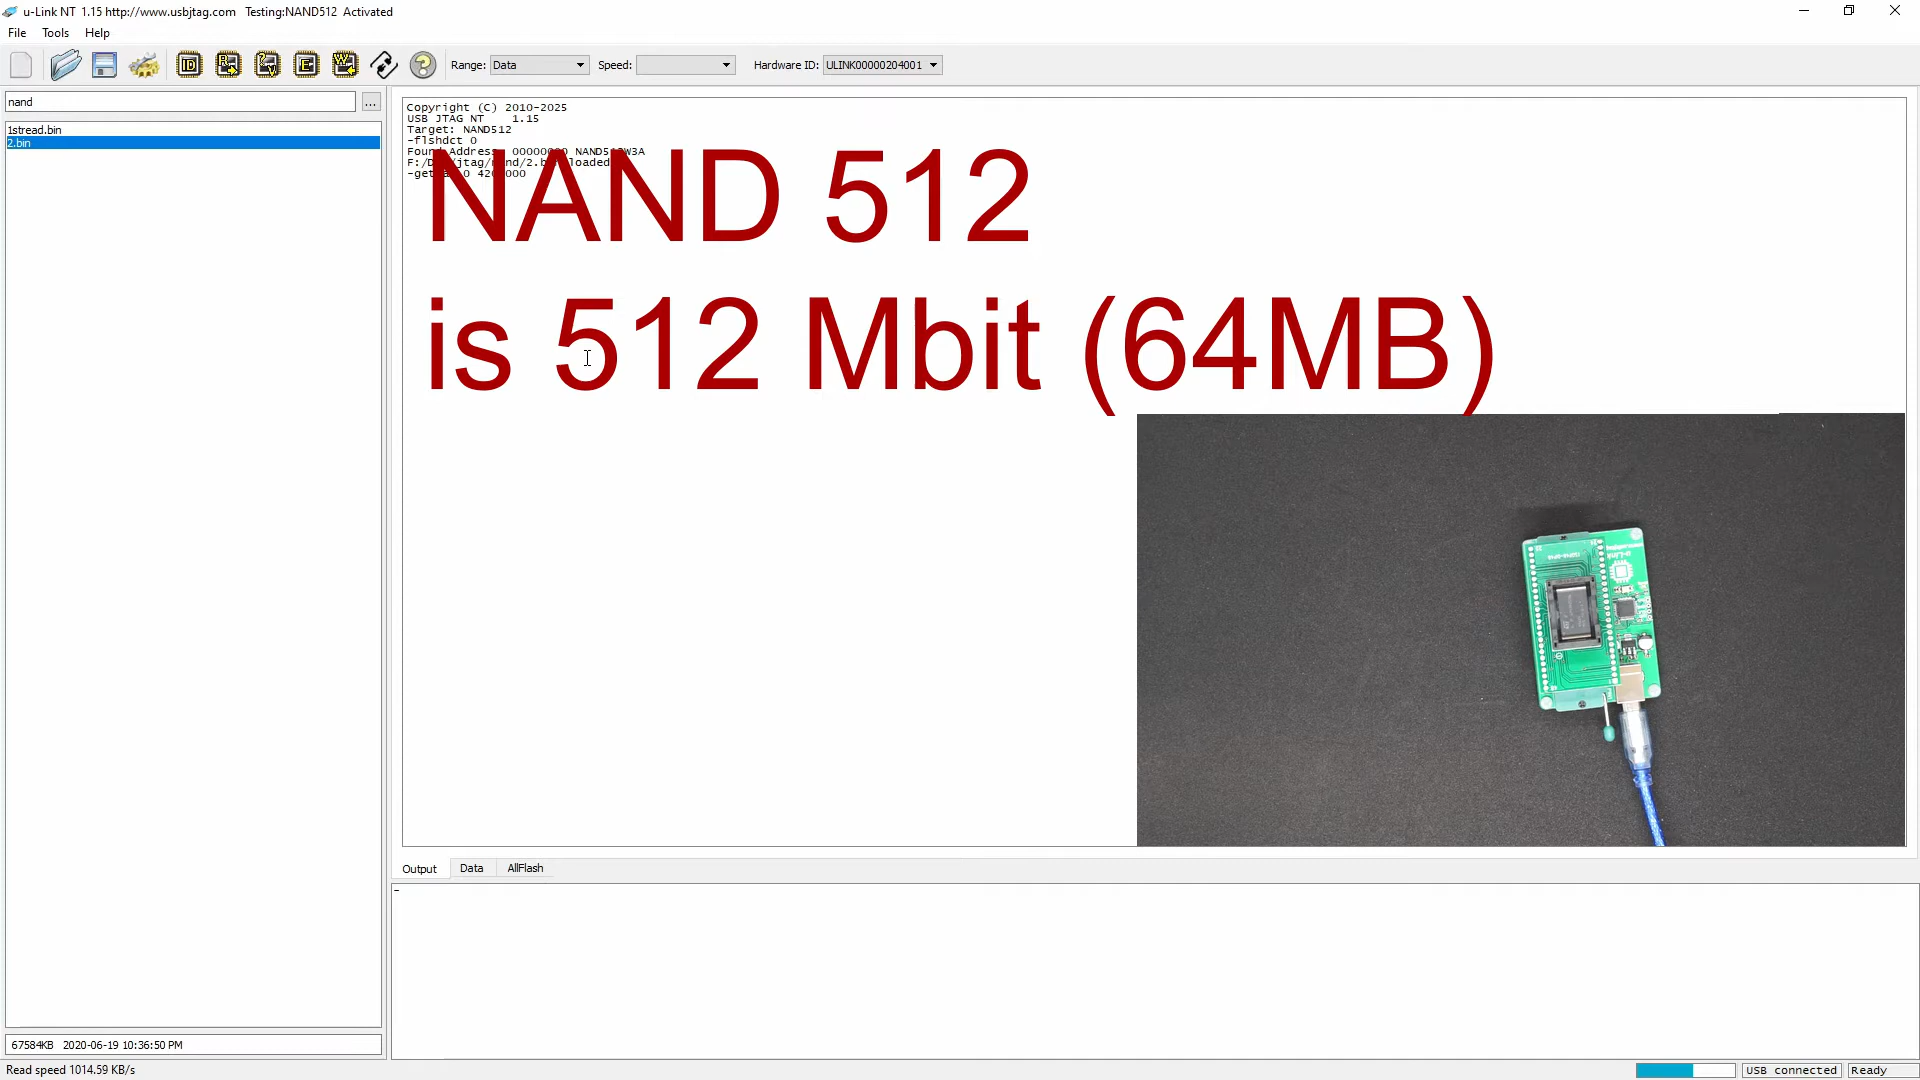 u-Link NT 1.15 http://www.usbjtag.com Testing:NAND512 Activated
File Tools Help
Range: Data Speed: Hardware ID: ULINK00000204001
nand ...
1stread.bin
2.bin
Copyright (C) 2010-2025
USB JTAG NT 1.15
Target: NAND512
-flshdct 0
Found Address
F:/ loaded
NAND 512
is 512 Mbit (64MB)
Output Data AllFlash
-
67584KB 2020-06-19 10:36:50 PM
Read speed 1014.59 KB/s
USB connected Ready